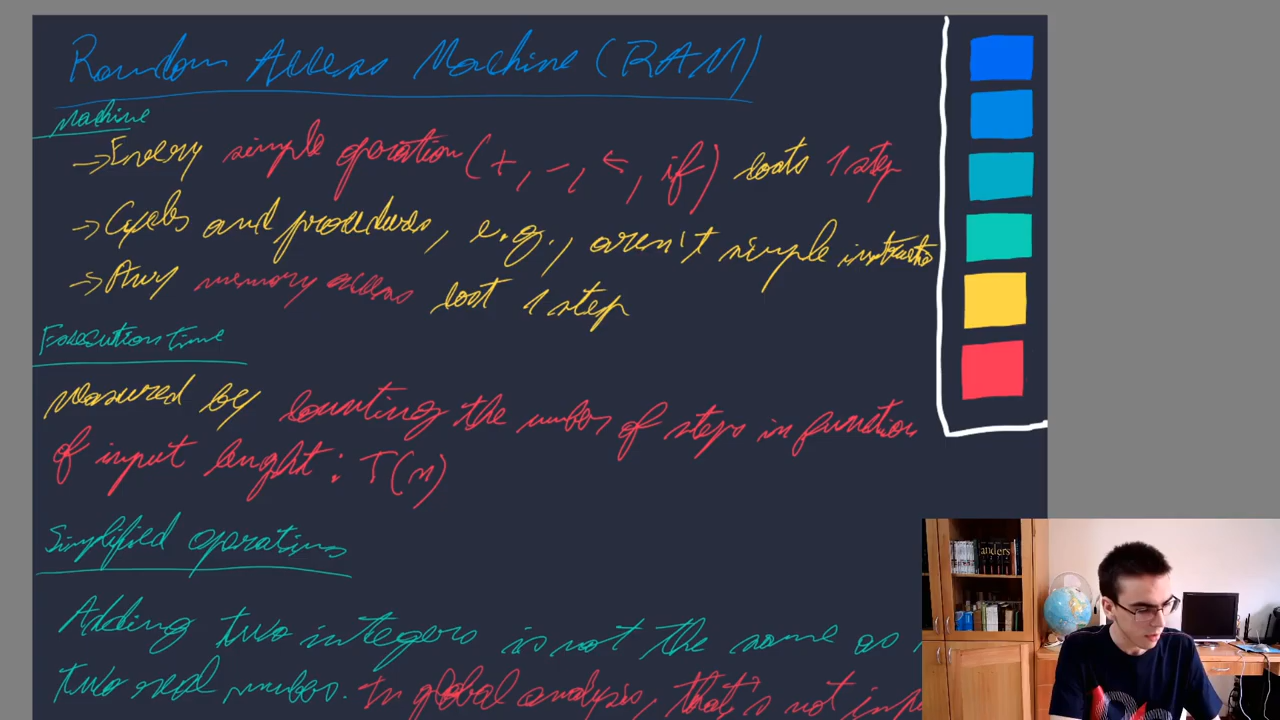 Random Access Machine (RAM)
Machine
→ Every simple operation (+, -, ←, if) costs 1 step
→ Cycles and procedures, e.g., aren't simple
→ Any memory access cost 1 step
Execution time
Measured by counting the number of steps in function
of input lenght: T(n)
Simplified operations
Adding two integers is not the same as
two real numbers. In global analysis, that's not
anders